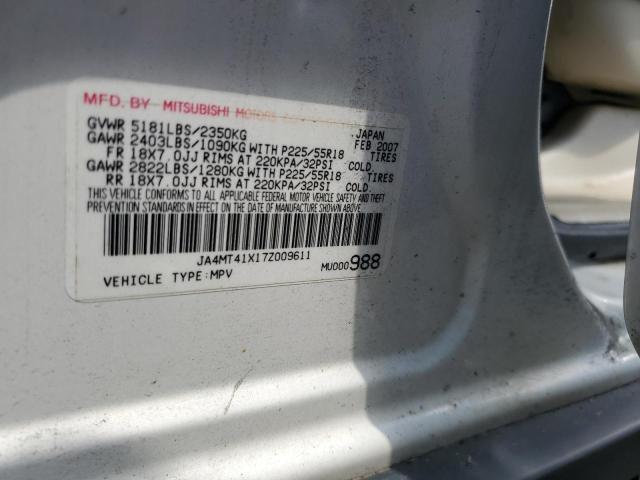 MFD. BY MITSUBISHI MOTORS
JAPAN
GVWR 5181LBS/2350KG FEB 2007
GAWR 2403LBS/1090KG WITH P225/55R18 TIRES
FR 18X7.0JJ RIMS AT 220KPA/32PSI COLD.
GAWR 2822LBS/1280KG WITH P225/55R18 TIRES
RR 18X7.0JJ RIMS AT 220KPA/32PSI COLD.
THIS VEHICLE CONFORMS TO ALL APPLICABLE FEDERAL MOTOR VEHICLE SAFETY AND THEFT
PREVENTION STANDARDS IN EFFECT ON THE DATE OF MANUFACTURE SHOWN ABOVE.
JA4MT41X17Z009611
VEHICLE TYPE:MPV MU000988